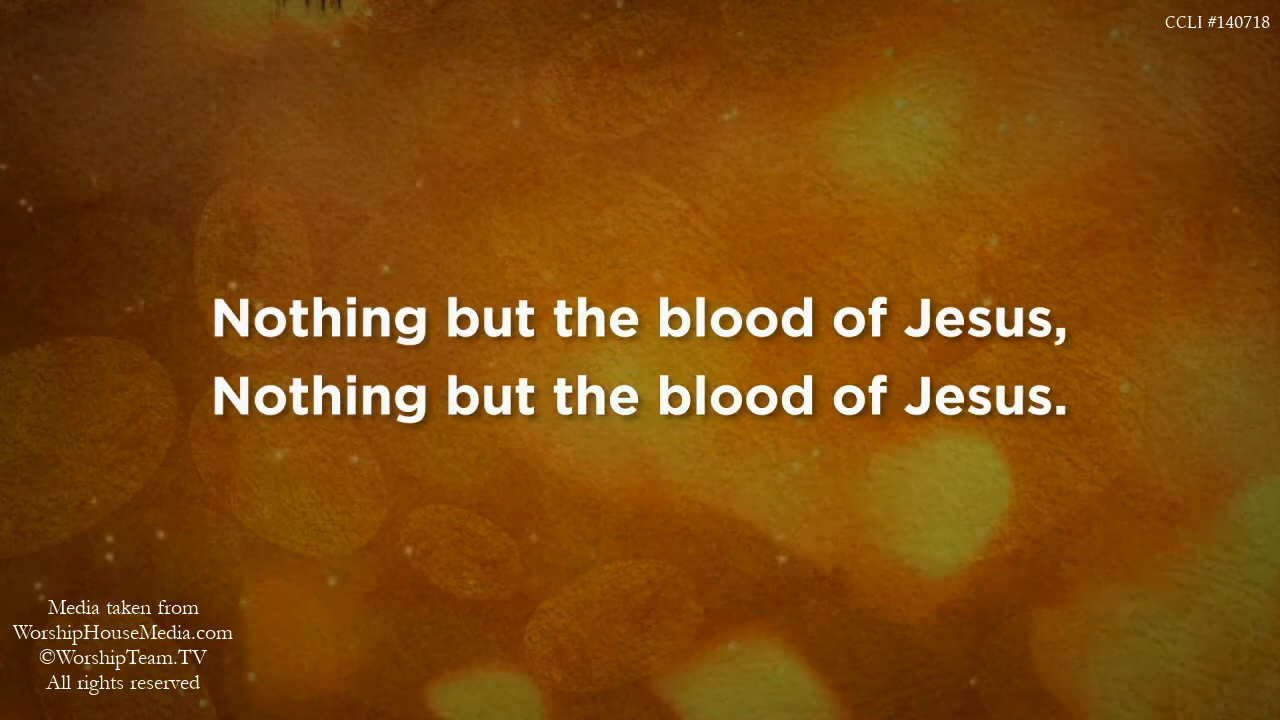 CCLI #140718
Nothing but the blood of Jesus,
Nothing but the blood of Jesus.
Media taken from
WorshipHouseMedia.com
©WorshipTeam.TV
All rights reserved